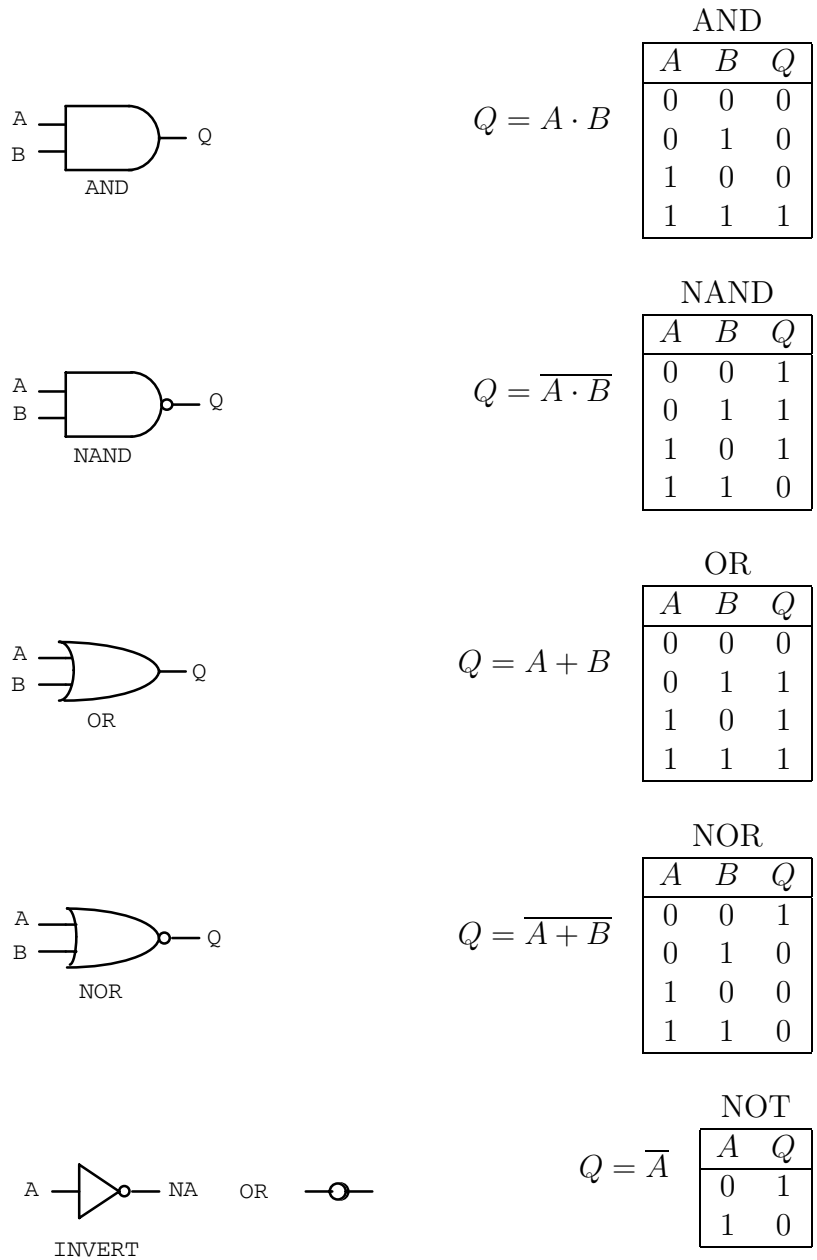 AND
A B Q
A
B
Q
AND
Q = A · B
0 0 0
0 1 0
1 0 0
1 1 1
NAND
A B Q
A
B
Q
NAND
Q = \overline{A · B}
0 0 1
0 1 1
1 0 1
1 1 0
OR
A B Q
A
B
Q
OR
Q = A + B
0 0 0
0 1 1
1 0 1
1 1 1
NOR
A B Q
A
B
Q
NOR
Q = \overline{A + B}
0 0 1
0 1 0
1 0 0
1 1 0
NOT
A Q
A
NA
OR
INVERT
Q = \overline{A}
0 1
1 0